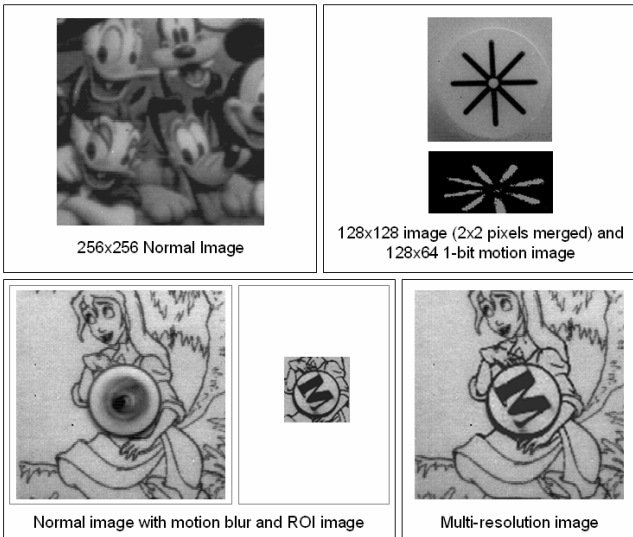 256x256 Normal Image
128x128 image (2x2 pixels merged) and
128x64 1-bit motion image
M
M
Normal image with motion blur and ROI image
Multi-resolution image